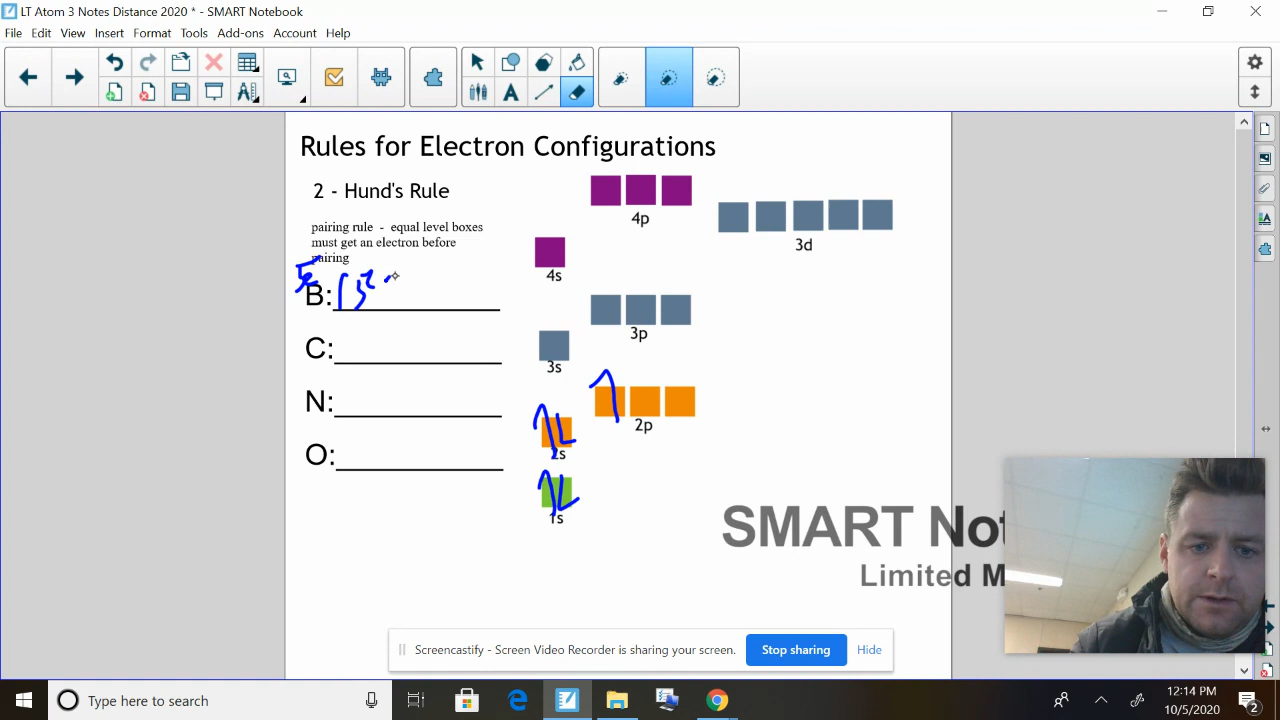 LT Atom 3 Notes Distance 2020 * - SMART Notebook
File Edit View Insert Format Tools Add-ons Account Help
Rules for Electron Configurations
2 - Hund's Rule
pairing rule - equal level boxes
must get an electron before
pairing
4p
3d
4s
B: 1s²
3p
C:
3s
N:
2p
2s
O:
1s
SMART Not
Limited M
Screencastify - Screen Video Recorder is sharing your screen. Stop sharing Hide
Type here to search
12:14 PM
10/5/2020
2